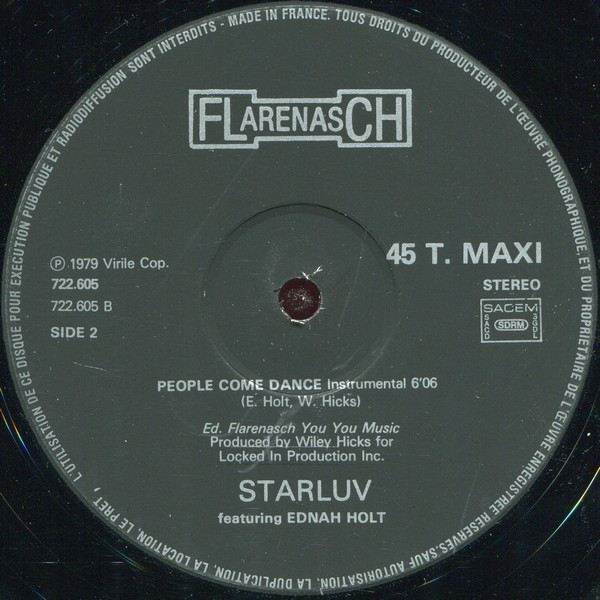 L'UTILISATION DE CE DISQUE POUR EXECUTION PUBLIQUE ET RADIODIFFUSION SONT INTERDITS - MADE IN FRANCE. TOUS DROITS DU PRODUCTEUR DE L'ŒUVRE PHONOGRAPHIQUE ET DU PROPRIETAIRE DE L'ŒUVRE ENREGISTREE RESERVES. SAUF AUTORISATION, LA DUPLICATION, LA LOCATION, LE PRET,
FLARENASCH
45 T. MAXI
℗ 1979 Virile Cop.
722.605
STEREO
722.605 B
SACEM
SACD
SDRM
SGDL
SIDE 2
PEOPLE COME DANCE Instrumental 6'06
(E. Holt, W. Hicks)
Ed. Flarenasch You You Music
Produced by Wiley Hicks for
Locked In Production Inc.
STARLUV
featuring EDNAH HOLT